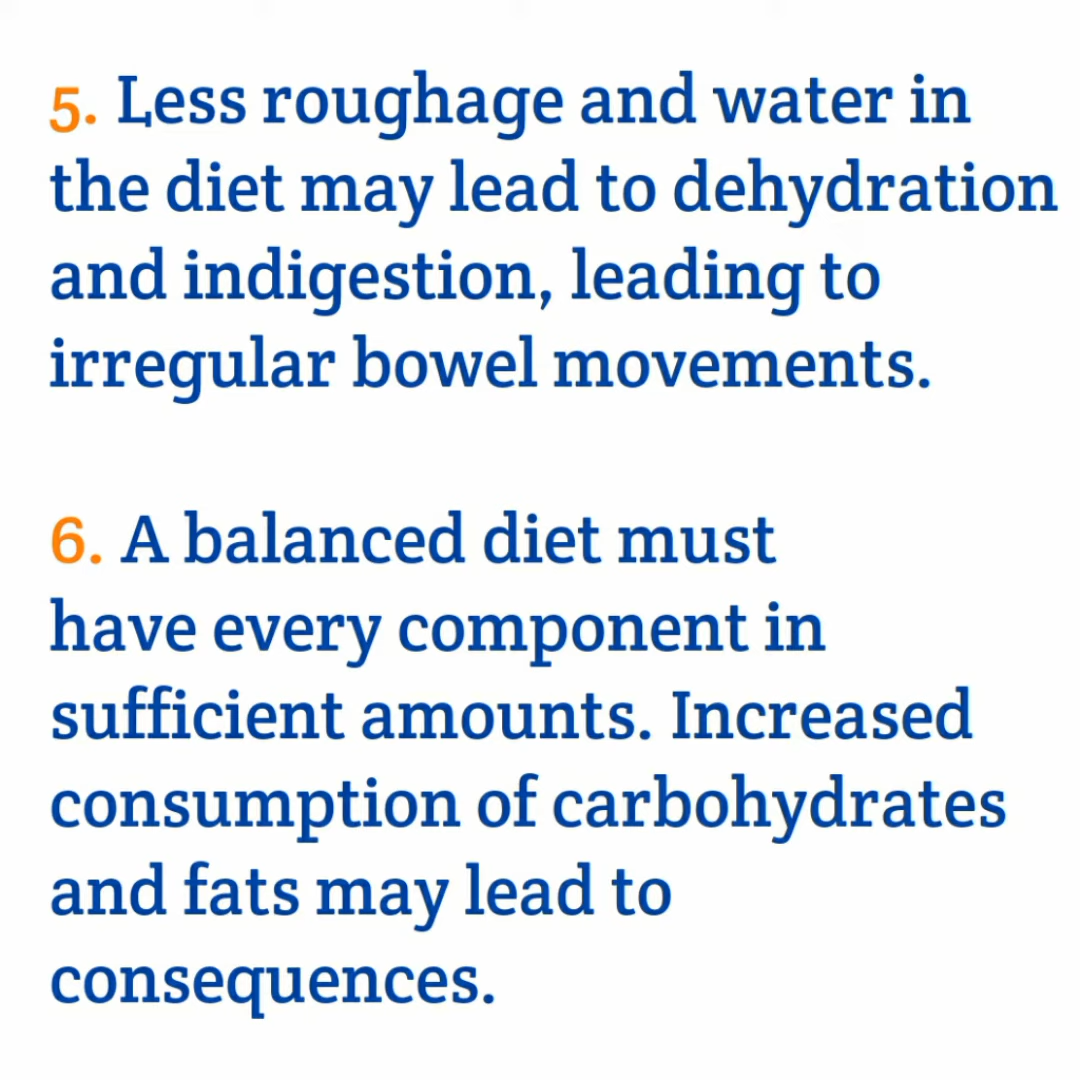 5. Less roughage and water in
the diet may lead to dehydration
and indigestion, leading to
irregular bowel movements.
6. A balanced diet must
have every component in
sufficient amounts. Increased
consumption of carbohydrates
and fats may lead to
consequences.